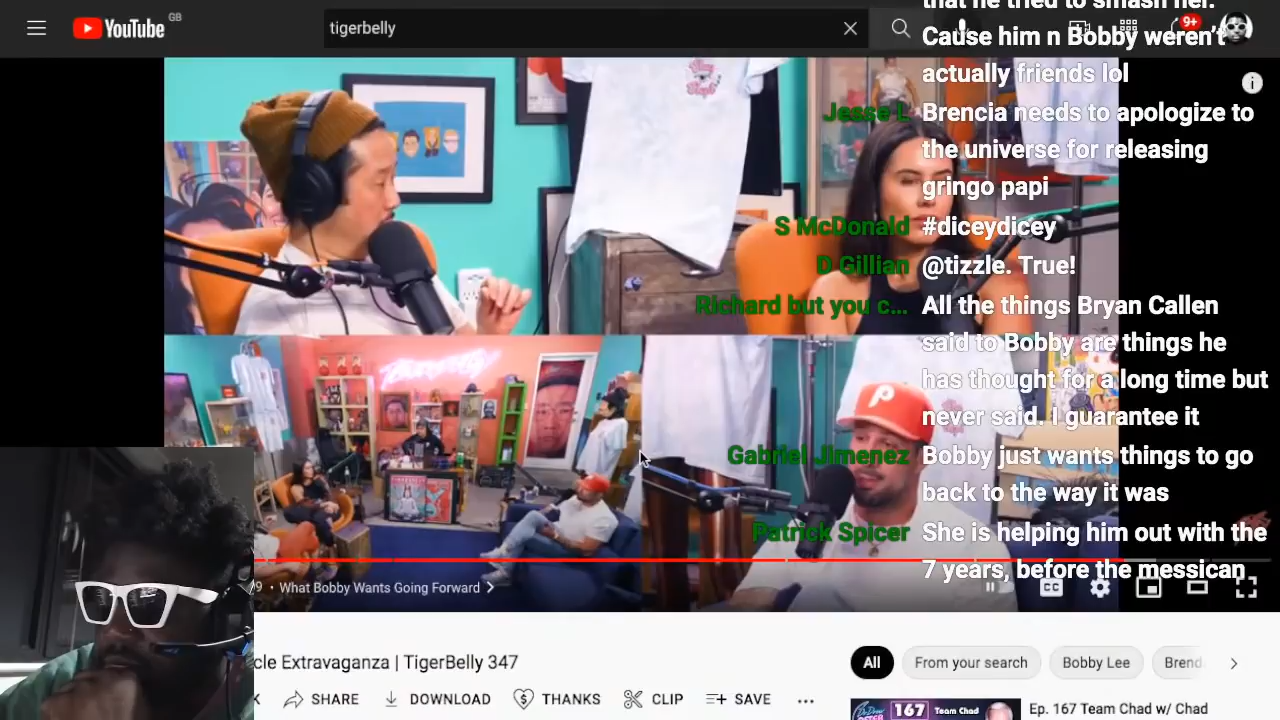 YouTube GB
tigerbelly
9+
that he tried to smash her.
Cause him n Bobby weren't
actually friends lol
Jesse L Brencia needs to apologize to
the universe for releasing
gringo papi
S McDonald #diceydicey
D Gillian @tizzle. True!
Richard but you c... All the things Bryan Callen
said to Bobby are things he
has thought for a long time but
never said. I guarantee it
Gabriel Jimenez Bobby just wants things to go
back to the way it was
Patrick Spicer She is helping him out with the
7 years, before the messican
• What Bobby Wants Going Forward
CC
cle Extravaganza | TigerBelly 347
SHARE DOWNLOAD THANKS CLIP SAVE ...
All From your search Bobby Lee Brend
167 Team Chad
Ep. 167 Team Chad w/ Chad